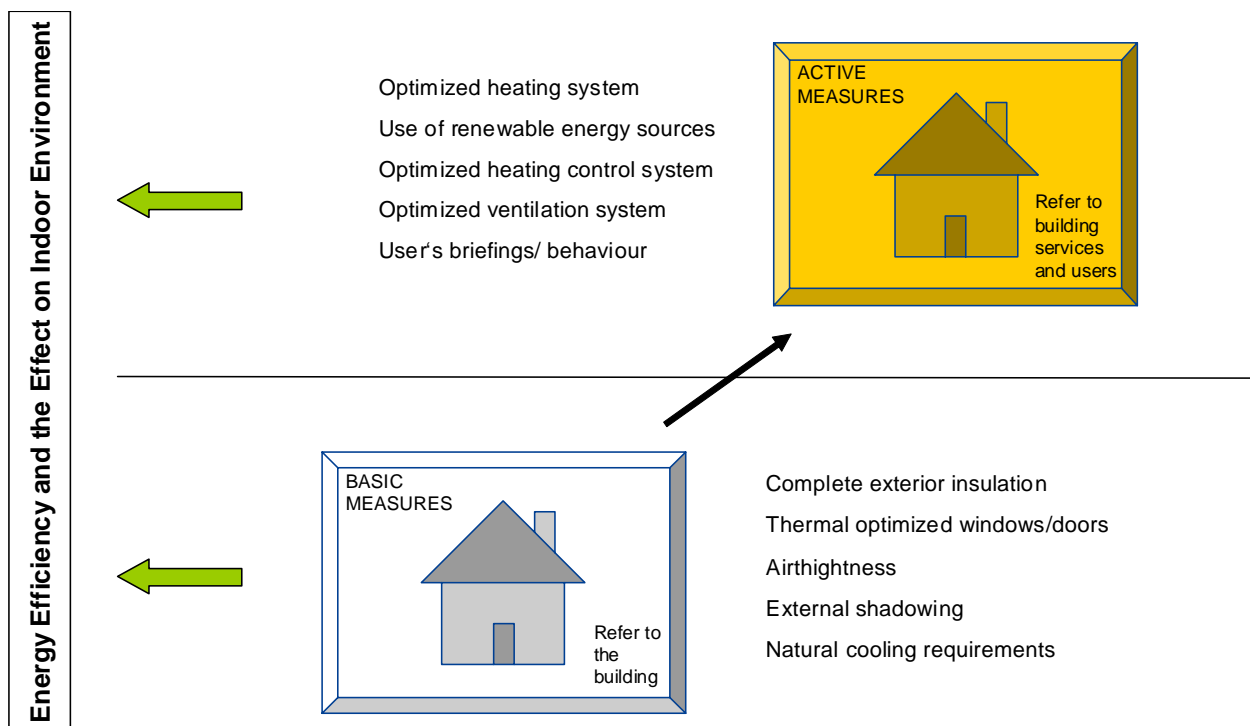 Energy Efficiency and the Effect on Indoor Environment
Optimized heating system
Use of renewable energy sources
Optimized heating control system
Optimized ventilation system
User‘s briefings/ behaviour
ACTIVE
MEASURES
Refer to
building
services
and users
BASIC
MEASURES
Refer to
the
building
Complete exterior insulation
Thermal optimized windows/doors
Airthightness
External shadowing
Natural cooling requirements